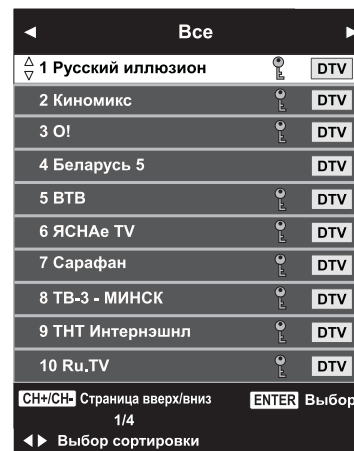 Все
1 Русский иллюзион DTV
2 Киномикс DTV
3 О! DTV
4 Беларусь 5 DTV
5 ВТВ DTV
6 ЯСНАе TV DTV
7 Сарафан DTV
8 ТВ-3 - МИНСК DTV
9 ТНТ Интернэшнл DTV
10 Ru.TV DTV
CH+/CH- Страница вверх/вниз ENTER Выбор
1/4
Выбор сортировки